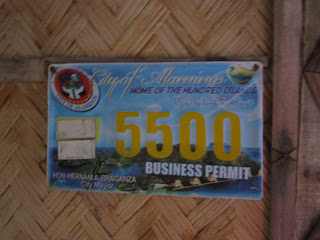 City of Alaminos
HOME OF THE HUNDRED ISLANDS
5500
BUSINESS PERMIT
HON. HERNANI A. BRAGANZA
City Mayor